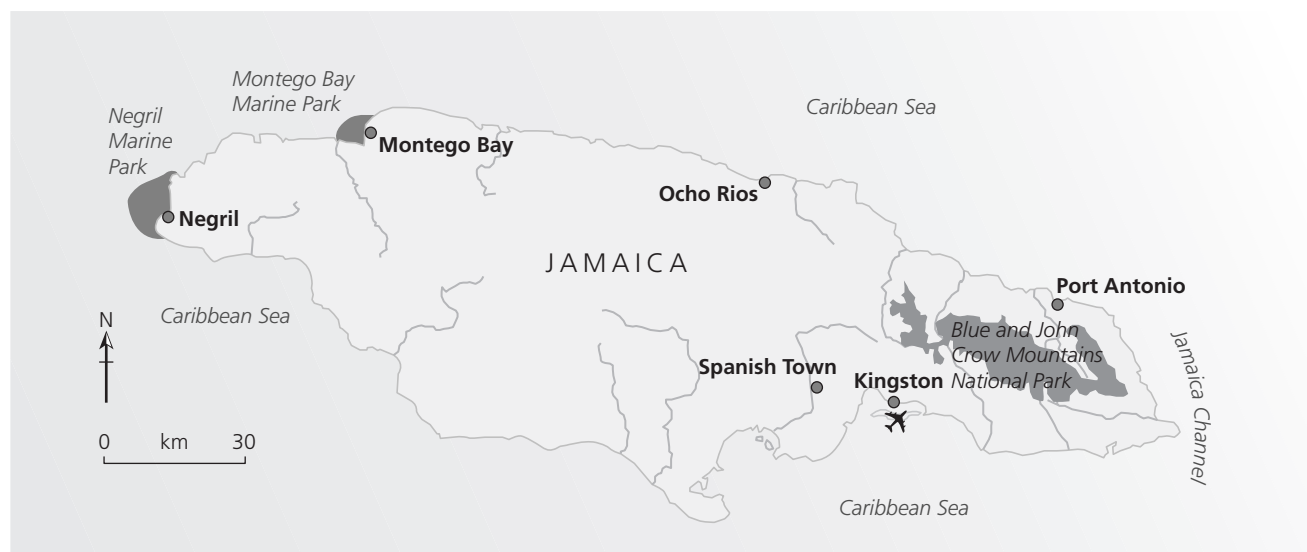 Montego Bay
Marine Park
Caribbean Sea
Negril
Marine
Park
Montego Bay
Ocho Rios
Negril
JAMAICA
Port Antonio
Caribbean Sea
N
Blue and John
Crow Mountains
National Park
Jamaica Channel
Spanish Town
Kingston
0 km 30
Caribbean Sea